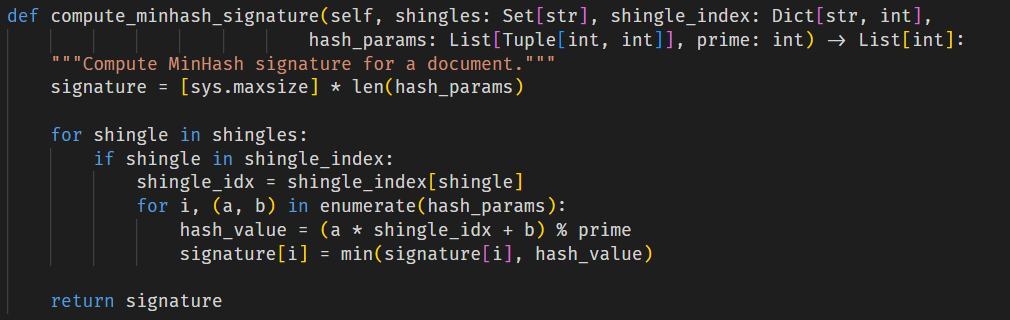 def compute_minhash_signature(self, shingles: Set[str], shingle_index: Dict[str, int],
                            hash_params: List[Tuple[int, int]], prime: int) → List[int]:
    """Compute MinHash signature for a document."""
    signature = [sys.maxsize] * len(hash_params)

    for shingle in shingles:
        if shingle in shingle_index:
            shingle_idx = shingle_index[shingle]
            for i, (a, b) in enumerate(hash_params):
                hash_value = (a * shingle_idx + b) % prime
                signature[i] = min(signature[i], hash_value)

    return signature